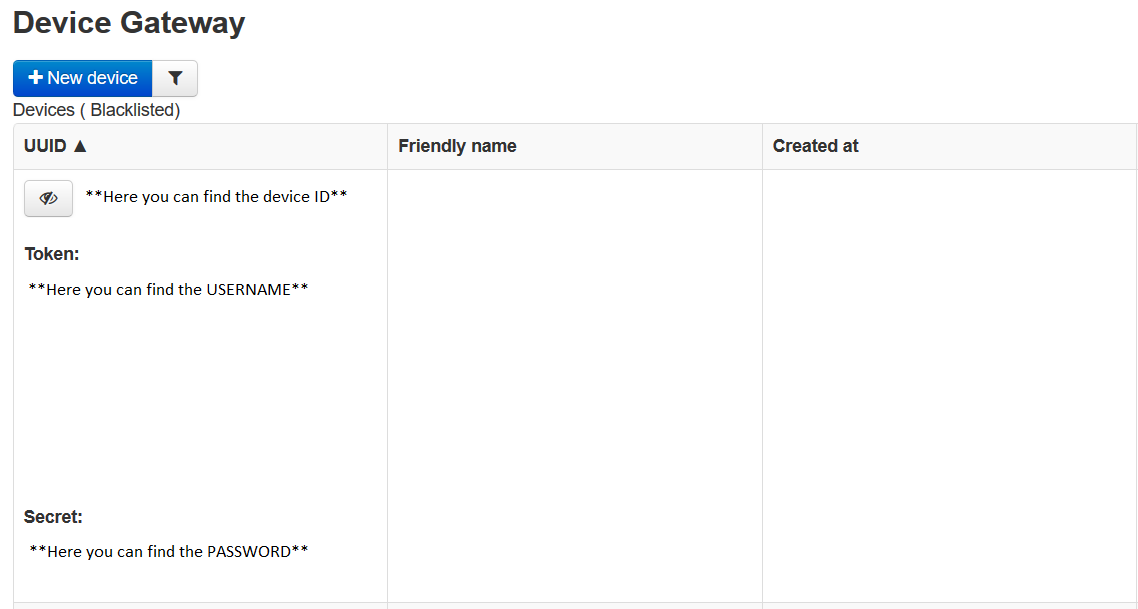 Device Gateway
New device
Devices ( Blacklisted)
UUID ▲ Friendly name Created at
**Here you can find the device ID**
Token:
**Here you can find the USERNAME**
Secret:
**Here you can find the PASSWORD**